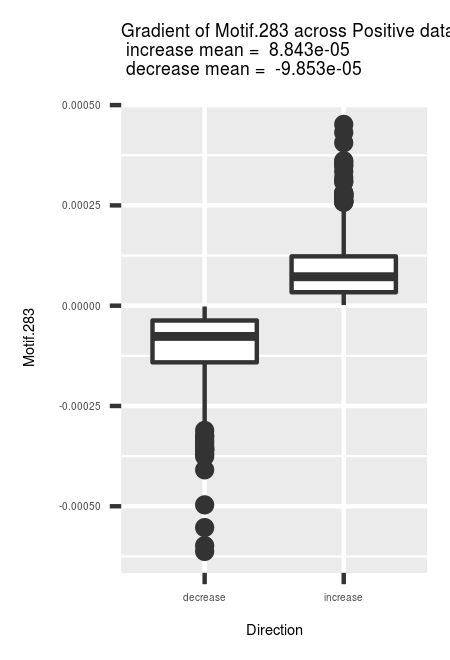 Gradient of Motif.283 across Positive data
increase mean =  8.843e-05
decrease mean =  -9.853e-05
0.00050
0.00025
0.00000
-0.00025
-0.00050
Motif.283
decrease
increase
Direction